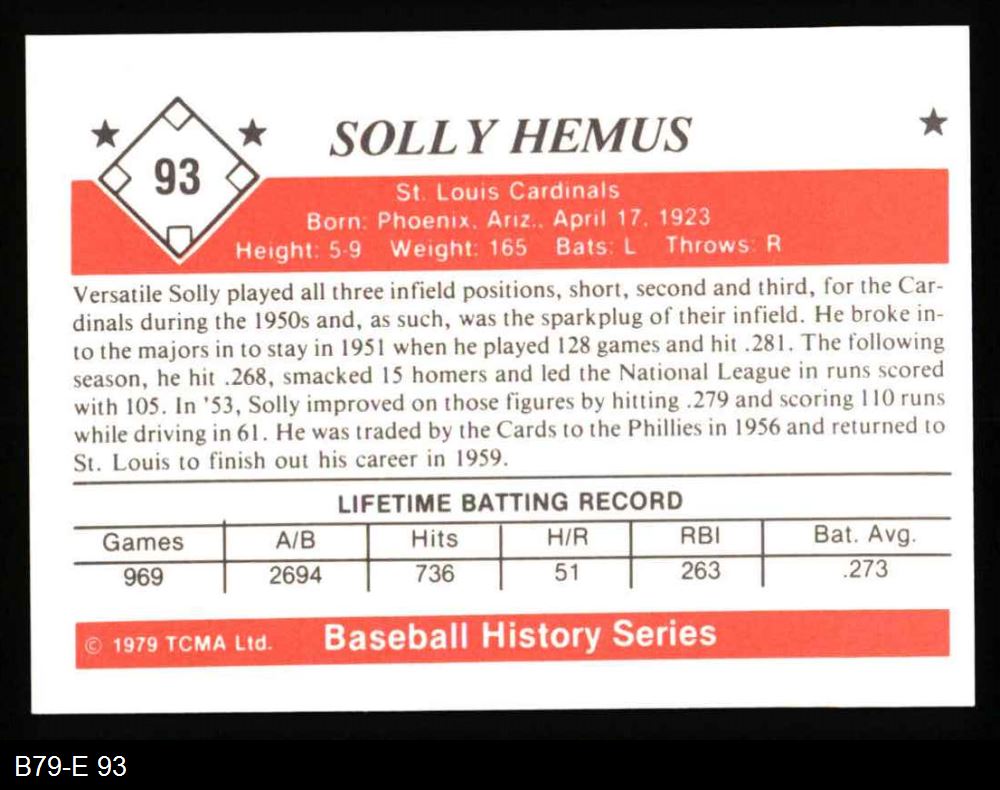 93
SOLLY HEMUS
St. Louis Cardinals
Born: Phoenix, Ariz., April 17, 1923
Height: 5-9 Weight: 165 Bats: L Throws: R
Versatile Solly played all three infield positions, short, second and third, for the Car-
dinals during the 1950s and, as such, was the sparkplug of their infield. He broke in-
to the majors in to stay in 1951 when he played 128 games and hit .281. The following
season, he hit .268, smacked 15 homers and led the National League in runs scored
with 105. In '53, Solly improved on those figures by hitting .279 and scoring 110 runs
while driving in 61. He was traded by the Cards to the Phillies in 1956 and returned to
St. Louis to finish out his career in 1959.
LIFETIME BATTING RECORD
Games A/B Hits H/R RBI Bat. Avg.
969 2694 736 51 263 .273
© 1979 TCMA Ltd. Baseball History Series
B79-E 93